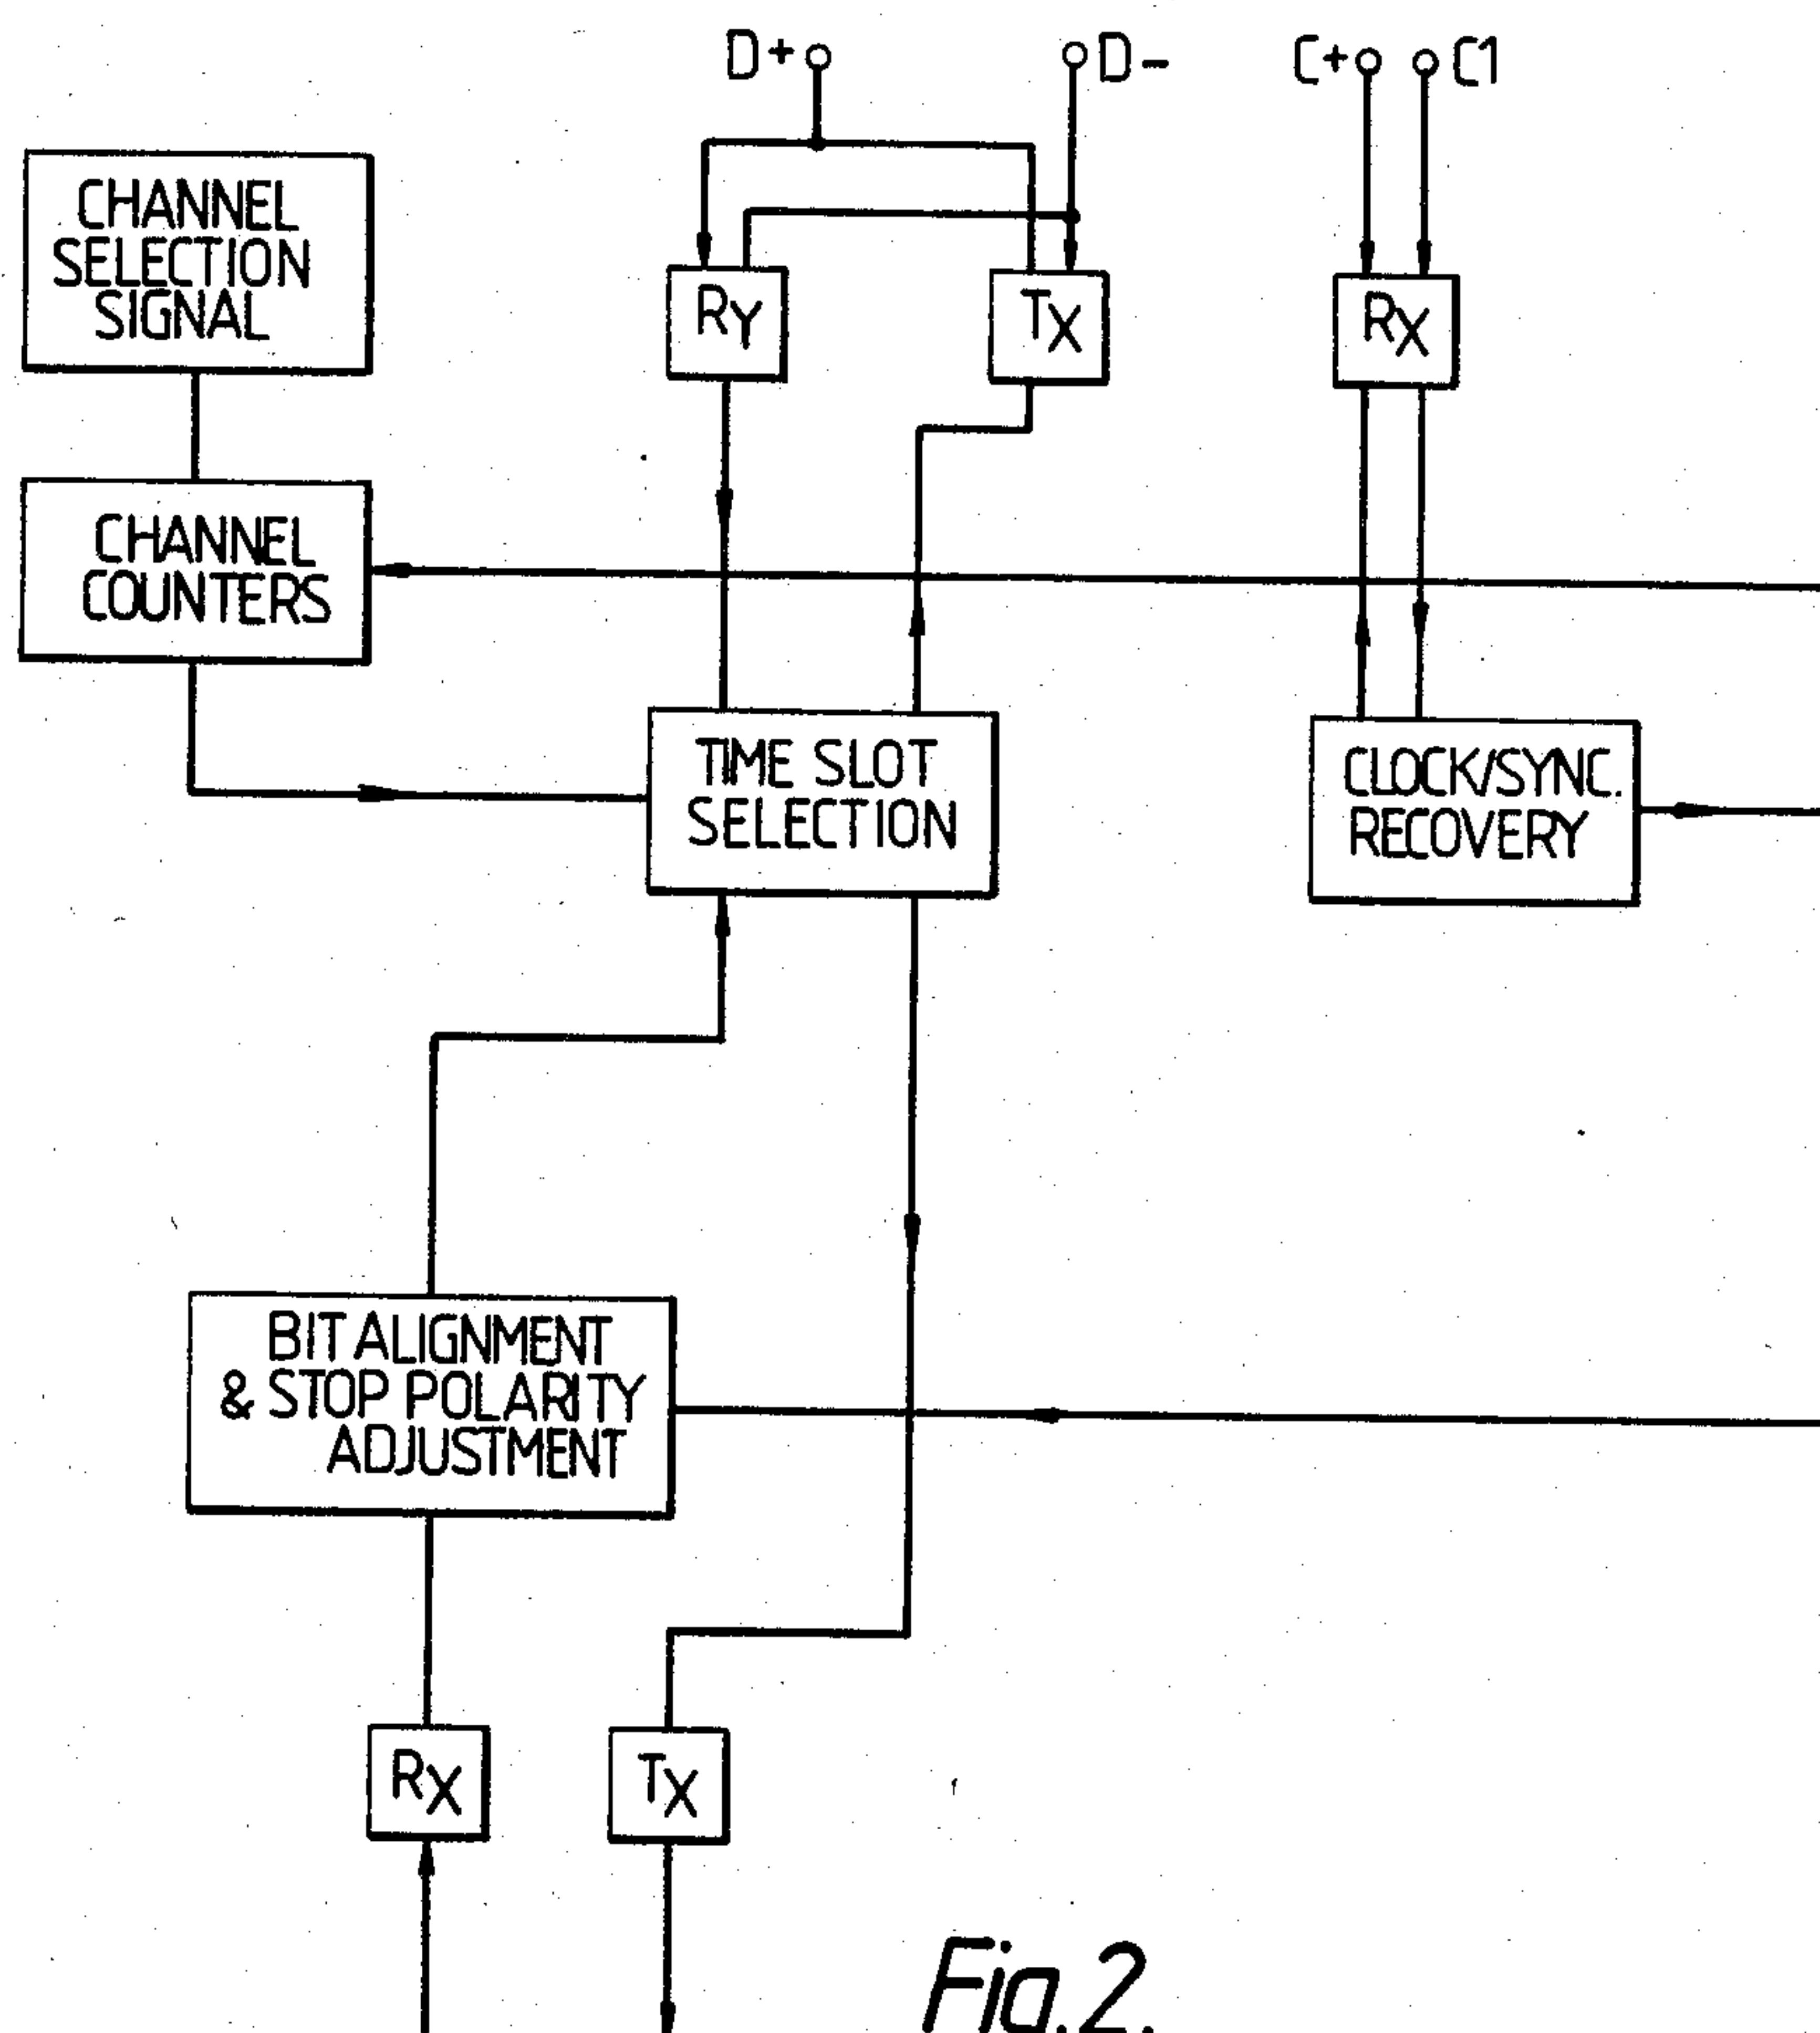 D+ D- C+ C1
CHANNEL
SELECTION
SIGNAL
RY TX RX
CHANNEL
COUNTERS
TIME SLOT
SELECTION
CLOCK/SYNC.
RECOVERY
BIT ALIGNMENT
& STOP POLARITY
ADJUSTMENT
RX TX
Fig.2.